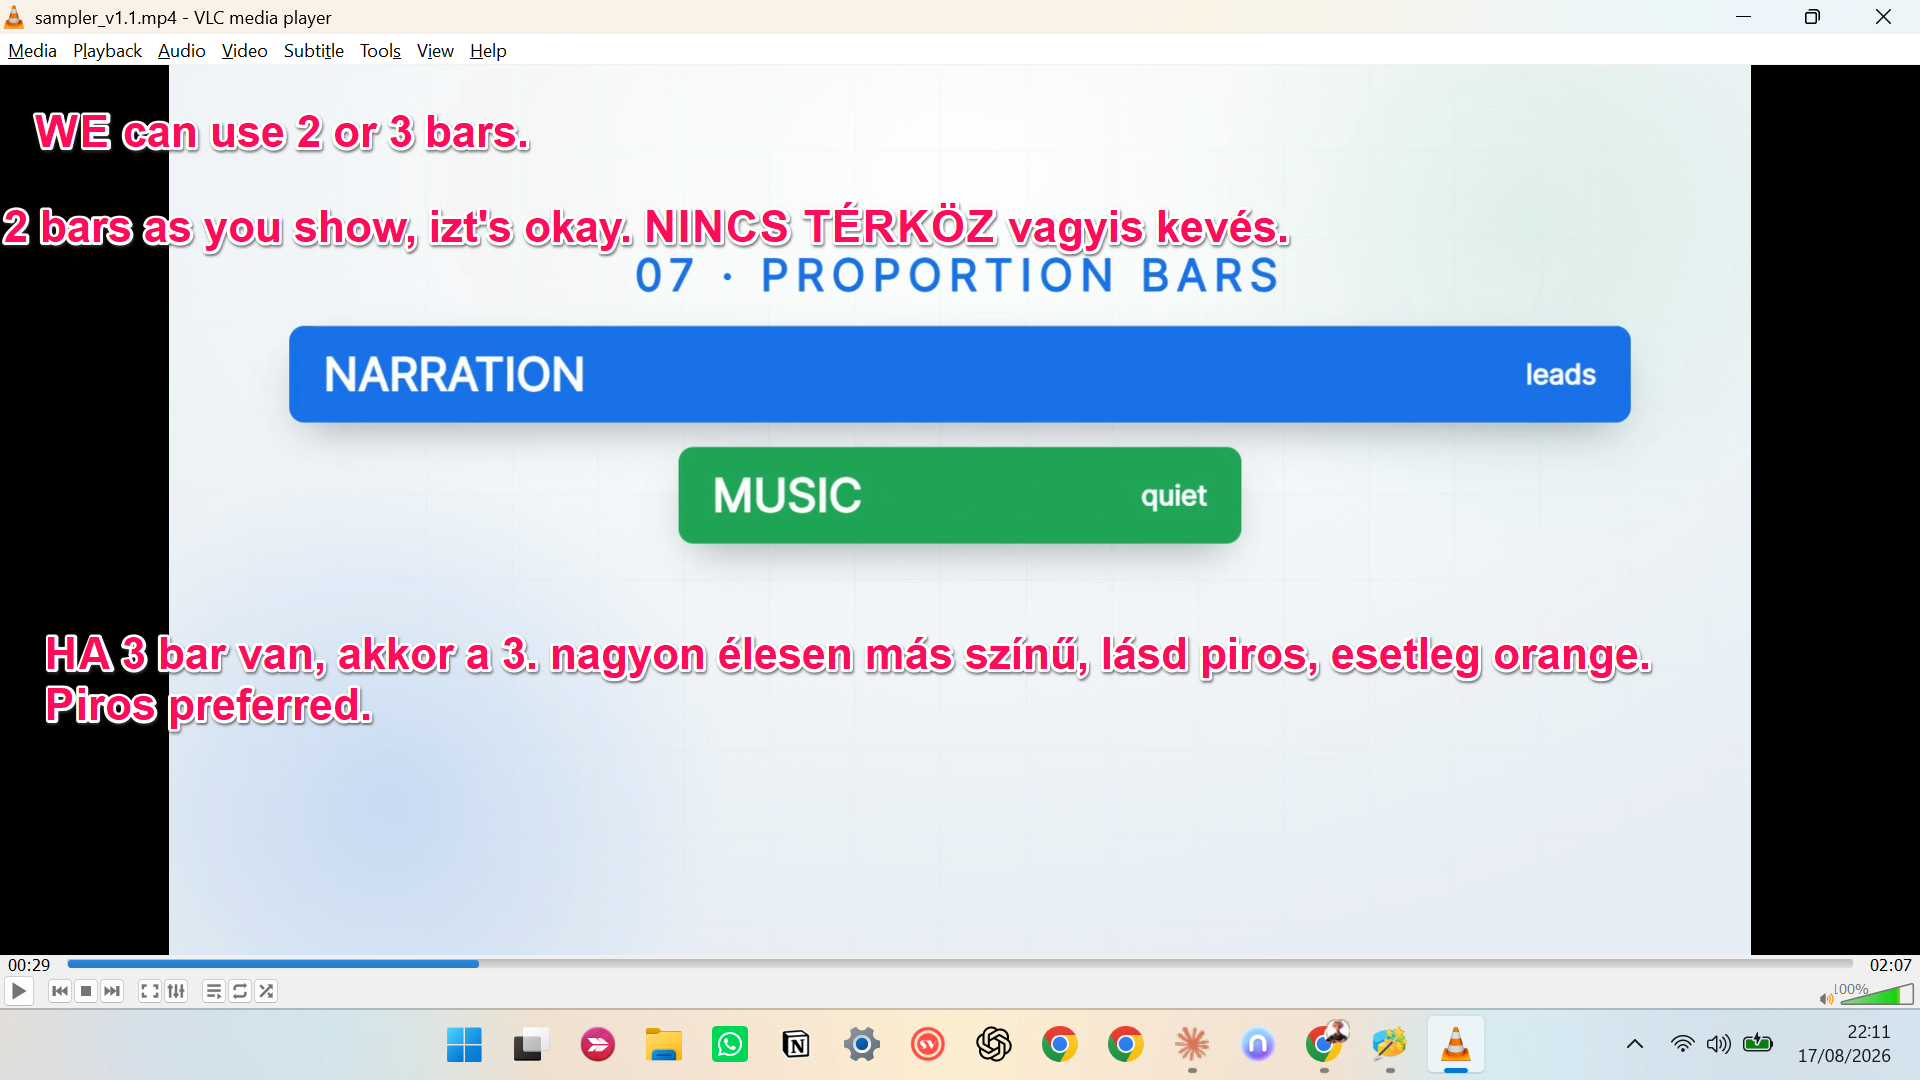 sampler_v1.1.mp4 - VLC media player
Media Playback Audio Video Subtitle Tools View Help
WE can use 2 or 3 bars.
2 bars as you show, izt's okay. NINCS TÉRKÖZ vagyis kevés.
07 · PROPORTION BARS
NARRATION leads
MUSIC quiet
HA 3 bar van, akkor a 3. nagyon élesen más színű, lásd piros, esetleg orange.
Piros preferred.
00:29 02:07
100%
22:11
17/08/2026